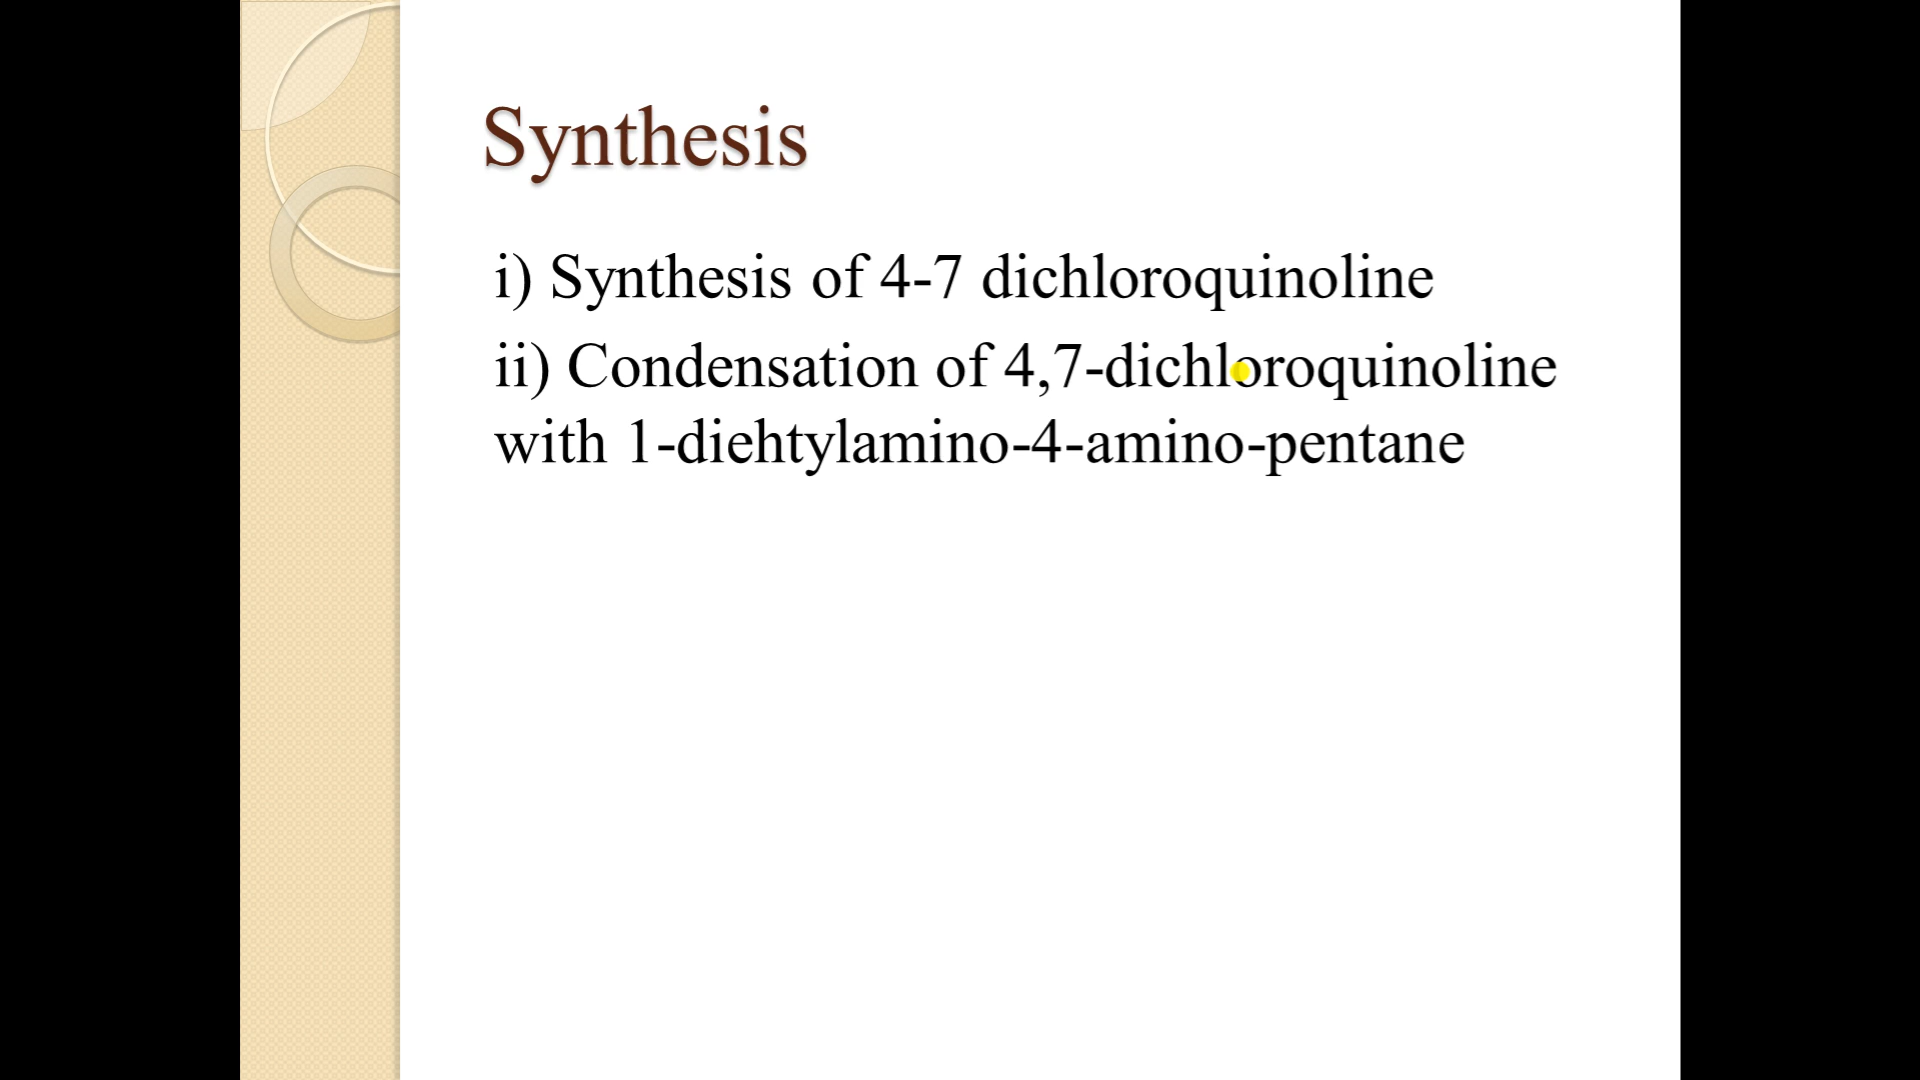 Synthesis
i) Synthesis of 4-7 dichloroquinoline
ii) Condensation of 4,7-dichloroquinoline
with 1-diehtylamino-4-amino-pentane